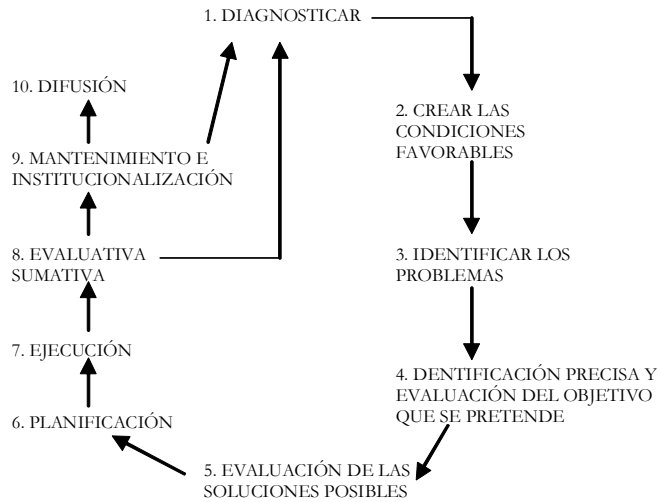 1. DIAGNOSTICAR
2. CREAR LAS
CONDICIONES
FAVORABLES
3. IDENTIFICAR LOS
PROBLEMAS
4. DENTIFICACIÓN PRECISA Y
EVALUACIÓN DEL OBJETIVO
QUE SE PRETENDE
5. EVALUACIÓN DE LAS
SOLUCIONES POSIBLES
6. PLANIFICACIÓN
7. EJECUCIÓN
8. EVALUATIVA
SUMATIVA
9. MANTENIMIENTO E
INSTITUCIONALIZACIÓN
10. DIFUSIÓN